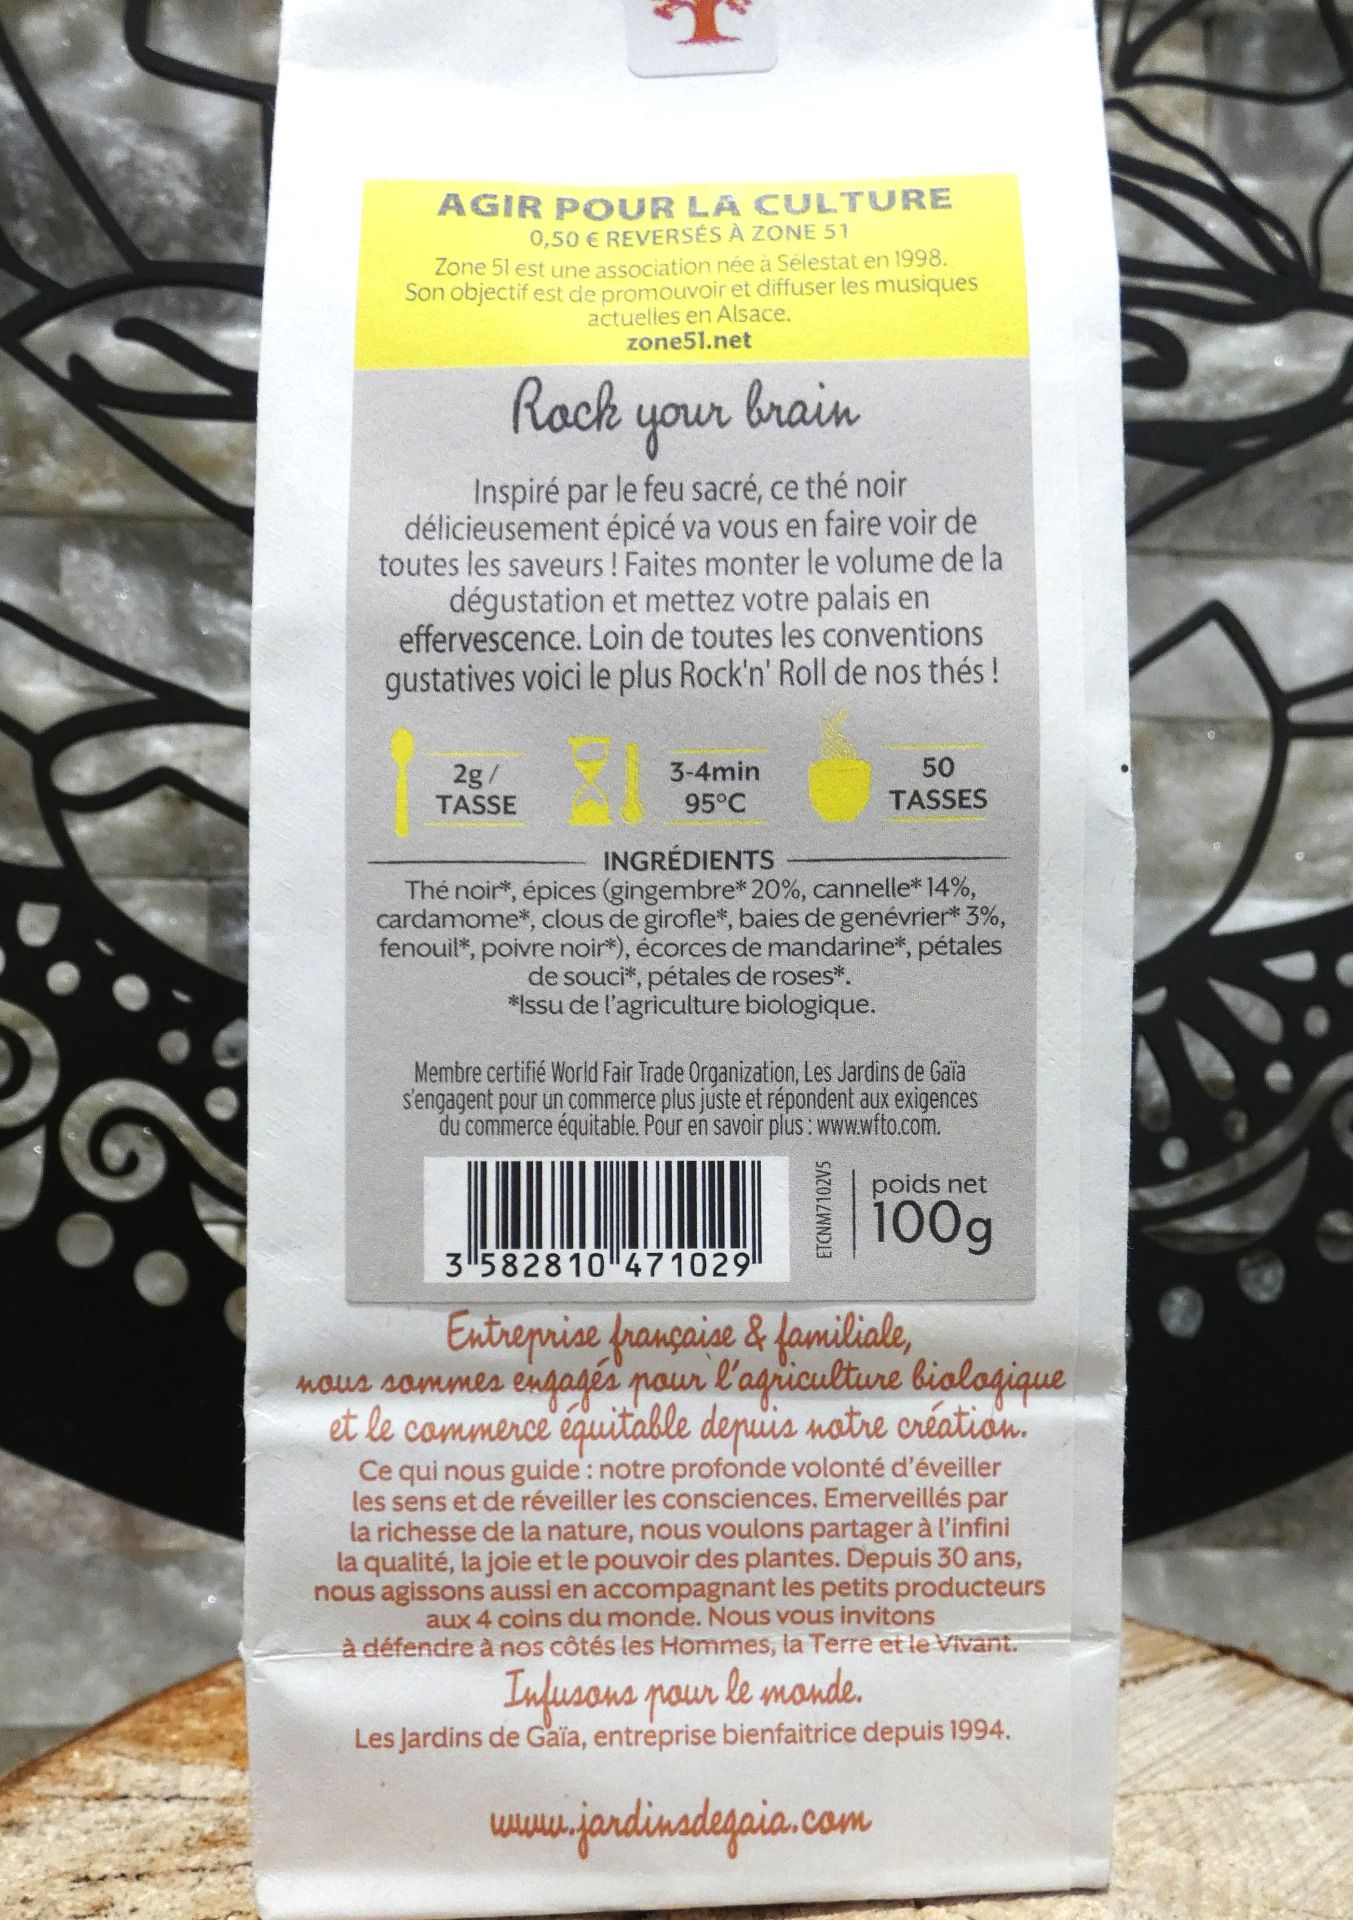 AGIR POUR LA CULTURE
0,50 € REVERSÉS À ZONE 51
Zone 51 est une association née à Sélestat en 1998.
Son objectif est de promouvoir et diffuser les musiques
actuelles en Alsace.
zone51.net
Rock your brain
Inspiré par le feu sacré, ce thé noir
délicieusement épicé va vous en faire voir de
toutes les saveurs ! Faites monter le volume de la
dégustation et mettez votre palais en
effervescence. Loin de toutes les conventions
gustatives voici le plus Rock'n' Roll de nos thés !
2g /
TASSE
3-4min
95°C
50
TASSES
INGRÉDIENTS
Thé noir*, épices (gingembre* 20%, cannelle* 14%,
cardamome*, clous de girofle*, baies de genévrier* 3%,
fenouil*, poivre noir*), écorces de mandarine*, pétales
de souci*, pétales de roses*.
*Issu de l'agriculture biologique.
Membre certifié World Fair Trade Organization, Les Jardins de Gaïa
s'engagent pour un commerce plus juste et répondent aux exigences
du commerce équitable. Pour en savoir plus : www.wfto.com.
3 582810 471029
ETCNM7102V5
poids net
100g
Entreprise française & familiale,
nous sommes engagés pour l'agriculture biologique
et le commerce équitable depuis notre création.
Ce qui nous guide : notre profonde volonté d'éveiller
les sens et de réveiller les consciences. Emerveillés par
la richesse de la nature, nous voulons partager à l'infini
la qualité, la joie et le pouvoir des plantes. Depuis 30 ans,
nous agissons aussi en accompagnant les petits producteurs
aux 4 coins du monde. Nous vous invitons
à défendre à nos côtés les Hommes, la Terre et le Vivant.
Infusons pour le monde.
Les Jardins de Gaïa, entreprise bienfaitrice depuis 1994.
www.jardinsdegaia.com